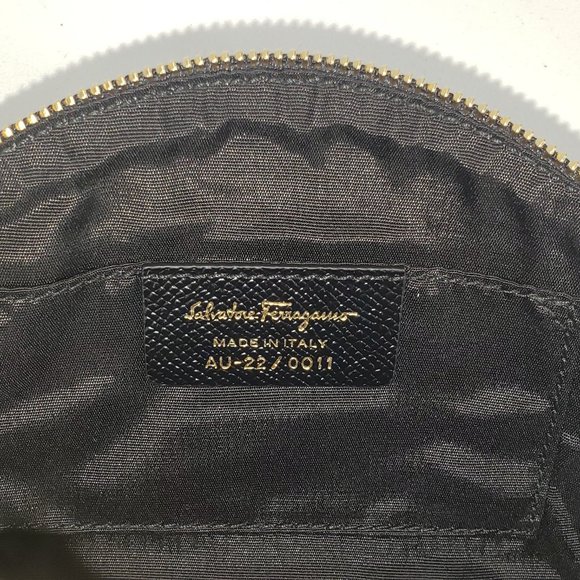 Salvatore Ferragamo
MADE IN ITALY
AU-22/0011